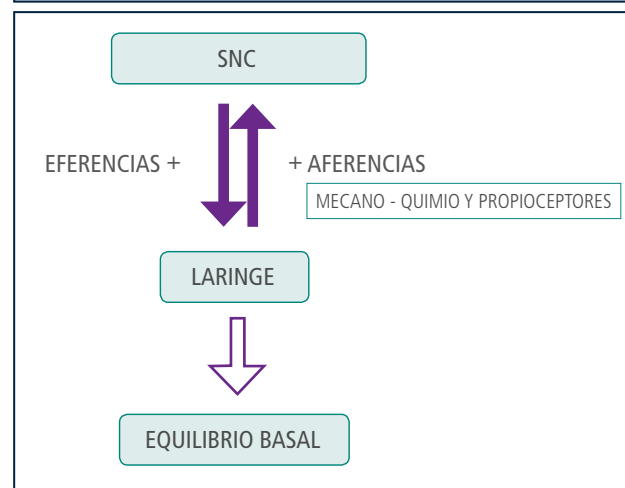 SNC
EFERENCIAS +
+ AFERENCIAS
MECANO - QUIMIO Y PROPIOCEPTORES
LARINGE
EQUILIBRIO BASAL